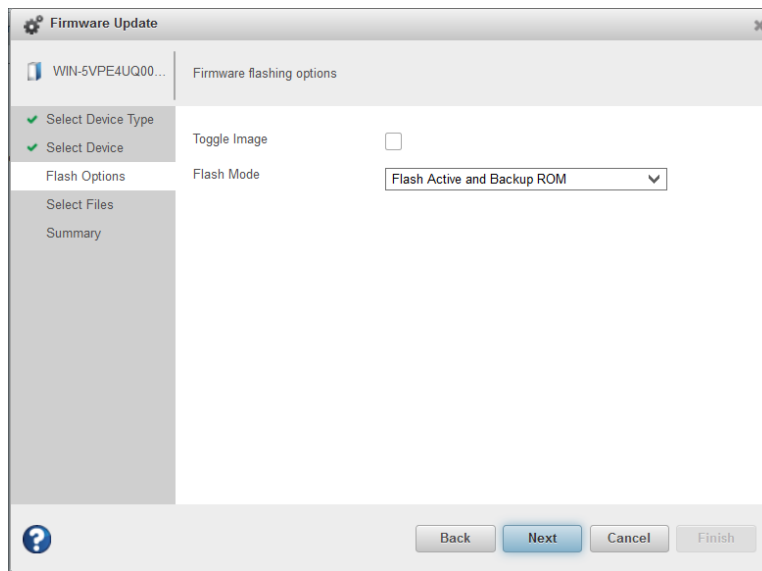 Firmware Update
WIN-5VPE4UQ00...
Firmware flashing options
Select Device Type
Select Device
Flash Options
Select Files
Summary
Toggle Image
Flash Mode
Flash Active and Backup ROM
Back
Next
Cancel
Finish